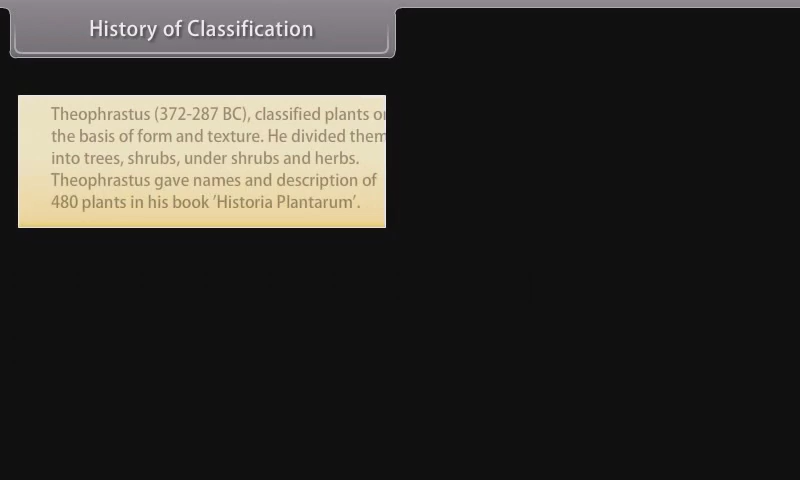 History of Classification
Theophrastus (372-287 BC), classified plants on
the basis of form and texture. He divided them
into trees, shrubs, under shrubs and herbs.
Theophrastus gave names and description of
480 plants in his book 'Historia Plantarum'.